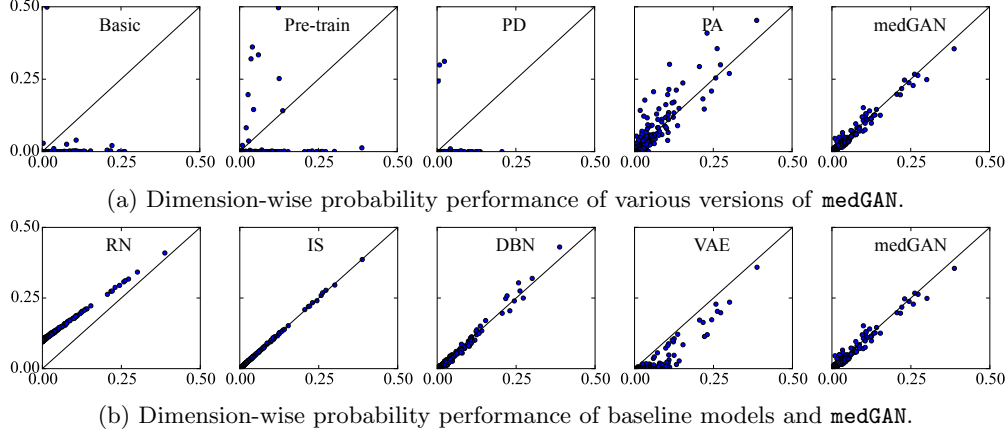 0.50 Basic Pre-train PD PA medGAN
0.25
0.00
0.00 0.25 0.50 0.00 0.25 0.50 0.00 0.25 0.50 0.00 0.25 0.50 0.00 0.25 0.50
(a) Dimension-wise probability performance of various versions of medGAN.
0.50 RN IS DBN VAE medGAN
0.25
0.00
0.00 0.25 0.50 0.00 0.25 0.50 0.00 0.25 0.50 0.00 0.25 0.50 0.00 0.25 0.50
(b) Dimension-wise probability performance of baseline models and medGAN.